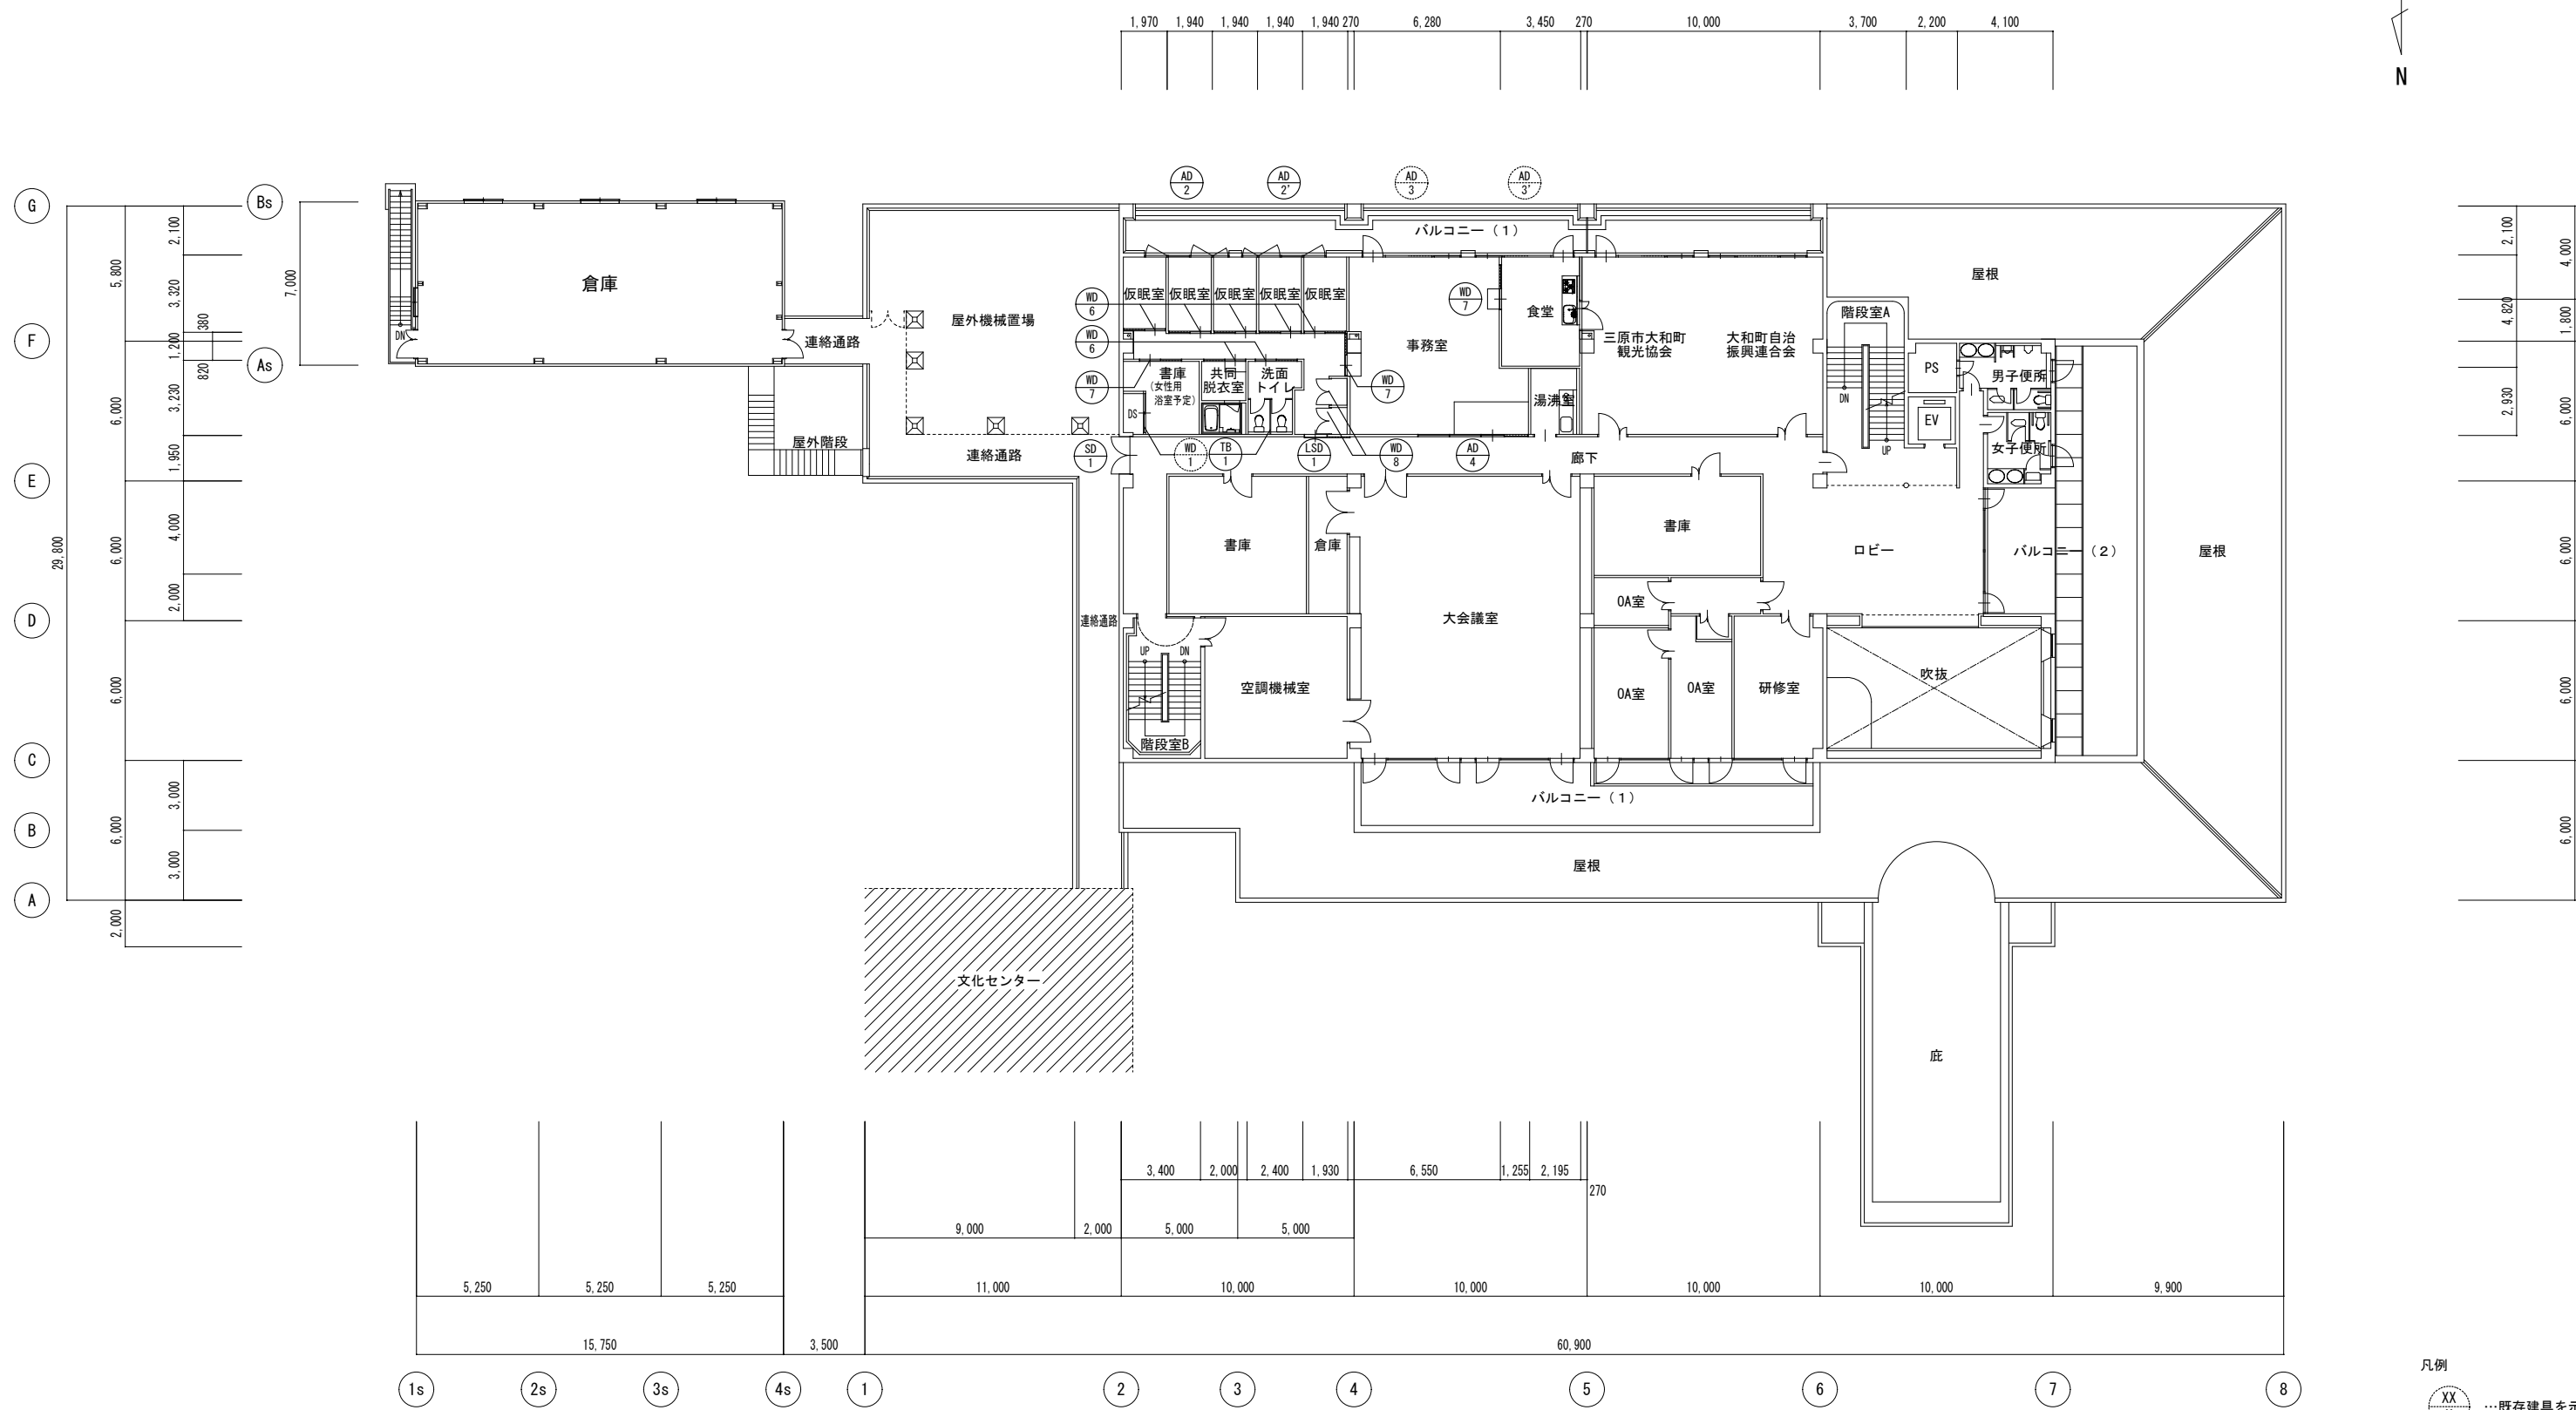 1,970 1,940 1,940 1,940 1,940 270 6,280 3,450 270 10,000 3,700 2,200 4,100
N
AD
2
AD
2'
AD
3
AD
3'
G
F
E
D
C
B
A
Bs
As
29,800
5,800
6,000
6,000
6,000
6,000
2,000
2,100
3,320
380
1,200
820
3,230
1,950
4,000
2,000
3,000
3,000
7,000
2,100
4,820
2,930
4,000
1,800
6,000
6,000
6,000
6,000
倉庫
DN
連絡通路
屋外階段
屋外機械置場
連絡通路
連絡通路
バルコニー(1)
仮眠室 仮眠室 仮眠室 仮眠室 仮眠室
WD
6
WD
6
WD
7
書庫
(女性用
浴室予定)
DS
共同
脱衣室
洗面
トイレ
事務室
WD
7
WD
7
食堂
湯沸室
三原市大和町
観光協会
大和町自治
振興連合会
階段室A
DN
UP
PS
EV
男子便所
女子便所
屋根
SD
1
WD
1
TB
1
LSD
1
WD
8
AD
4
廊下
書庫
倉庫
大会議室
書庫
OA室
OA室
OA室
研修室
ロビー
バルコニー(2)
屋根
吹抜
空調機械室
UP
DN
階段室B
バルコニー(1)
屋根
文化センター
庇
3,400 2,000 2,400 1,930 6,550 1,255 2,195
270
9,000 2,000 5,000 5,000
5,250 5,250 5,250 11,000 10,000 10,000 10,000 10,000 9,900
15,750 3,500 60,900
1s 2s 3s 4s 1 2 3 4 5 6 7 8
凡例
XX
…既存建具を示